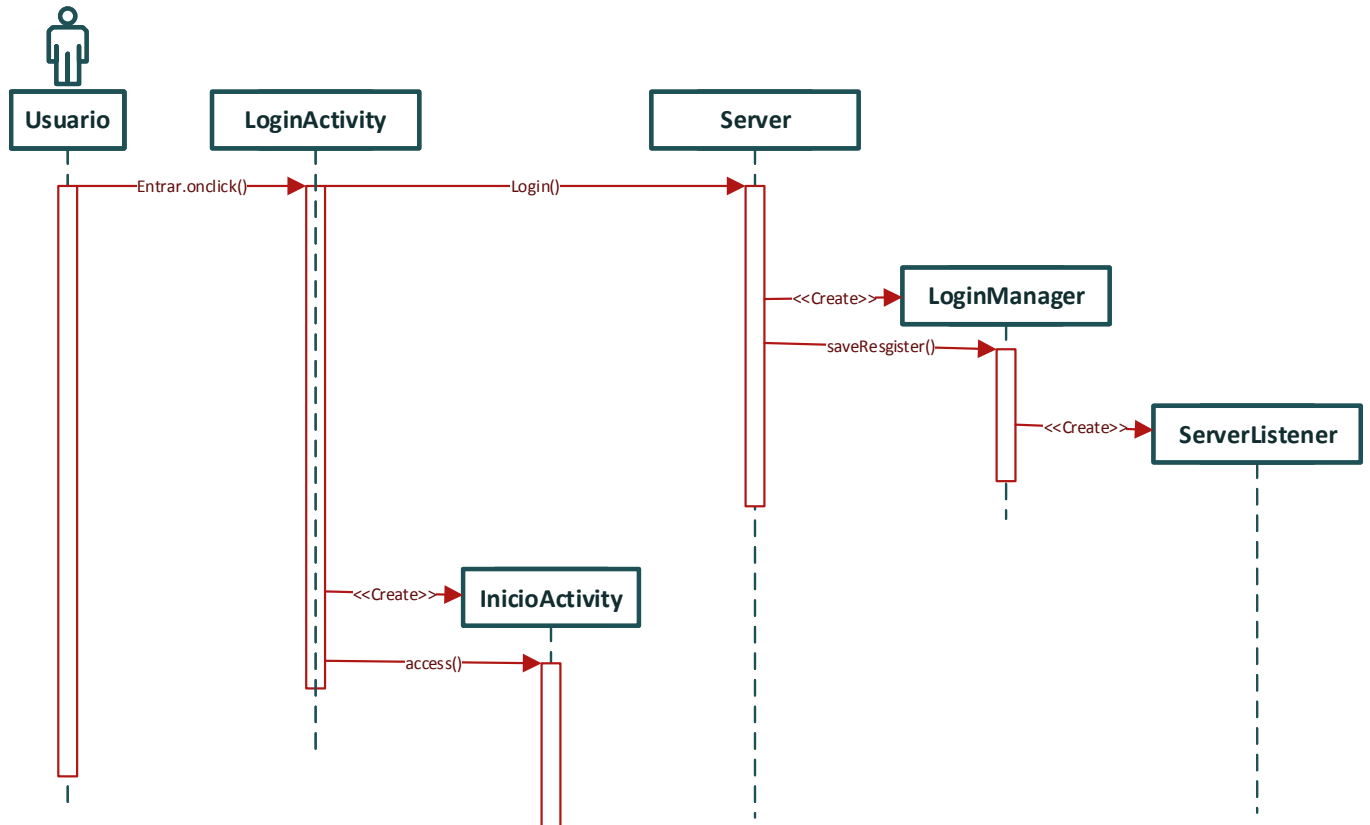 Usuario
LoginActivity
Server
Entrar.onclick()
Login()
<<Create>>
LoginManager
saveResgister()
<<Create>>
ServerListener
<<Create>>
InicioActivity
access()